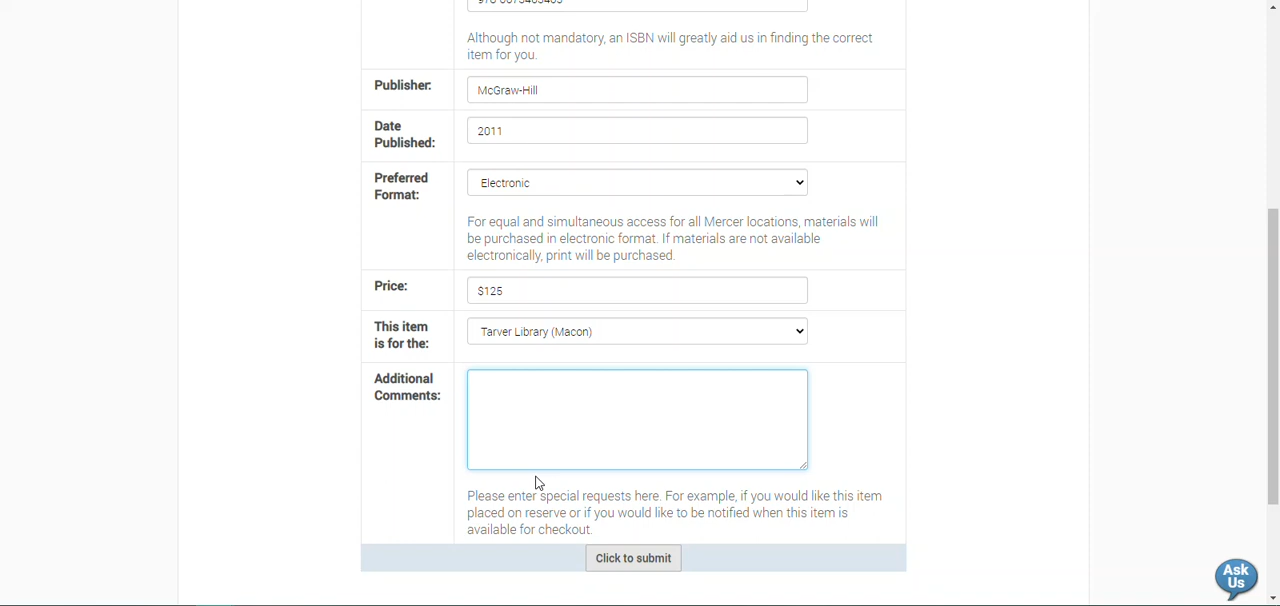 Although not mandatory, an ISBN will greatly aid us in finding the correct
item for you.
Publisher:
McGraw-Hill
Date
Published:
2011
Preferred
Format:
Electronic
For equal and simultaneous access for all Mercer locations, materials will
be purchased in electronic format. If materials are not available
electronically, print will be purchased.
Price:
$125
This item
is for the:
Tarver Library (Macon)
Additional
Comments:
Please enter special requests here. For example, if you would like this item
placed on reserve or if you would like to be notified when this item is
available for checkout.
Click to submit
Ask
Us